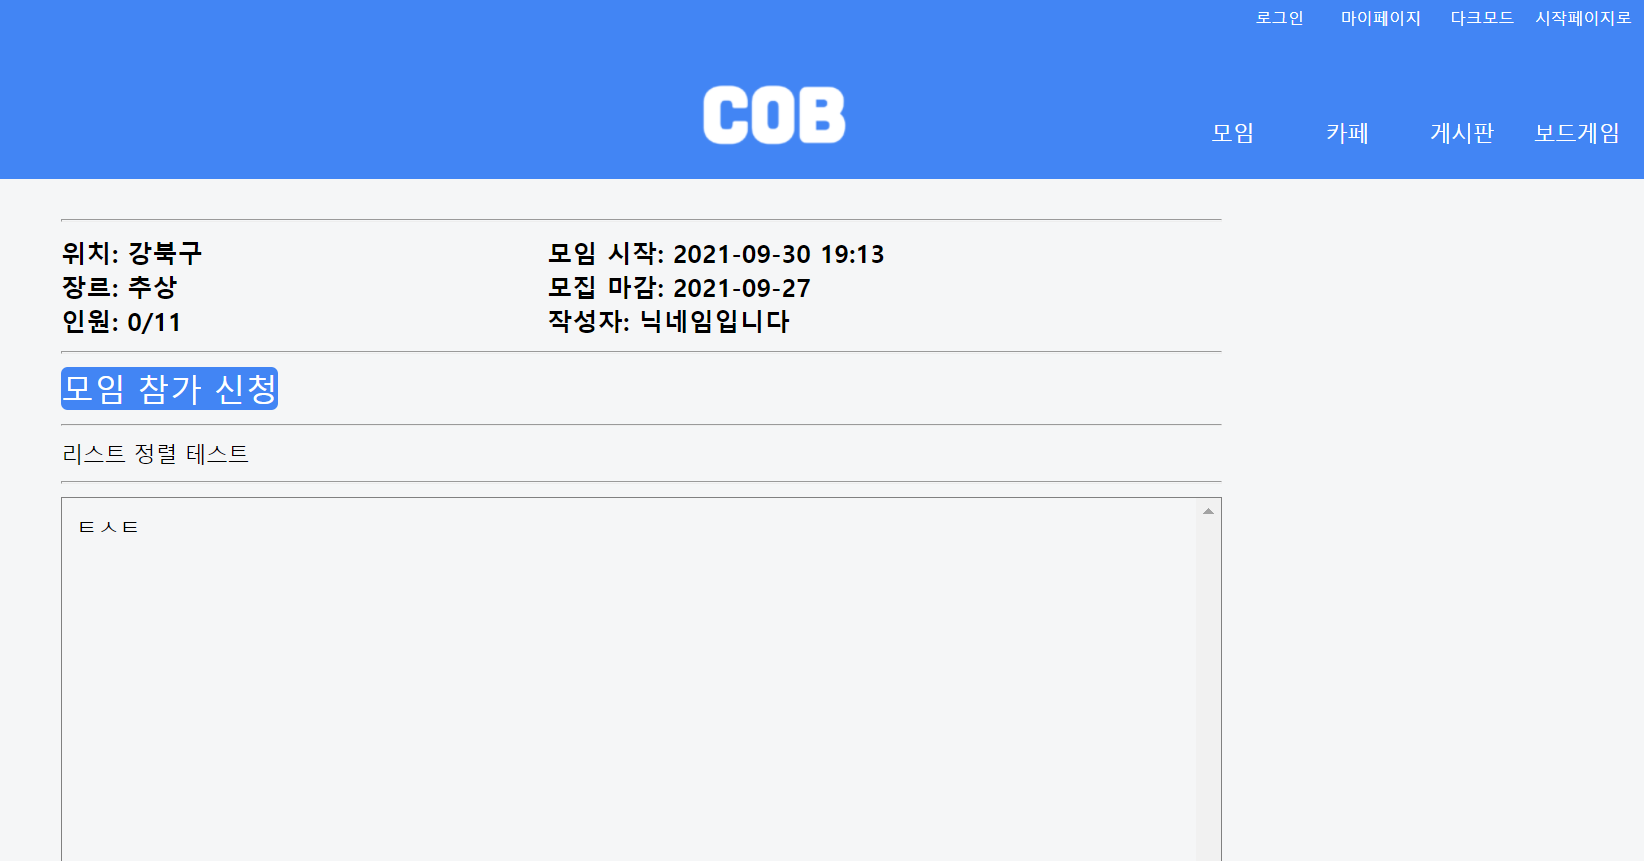 로그인 마이페이지 다크모드 시작페이지로
COB
모임 카페 게시판 보드게임
위치: 강북구 모임 시작: 2021-09-30 19:13
장르: 추상 모집 마감: 2021-09-27
인원: 0/11 작성자: 닉네임입니다
모임 참가 신청
리스트 정렬 테스트
트스트